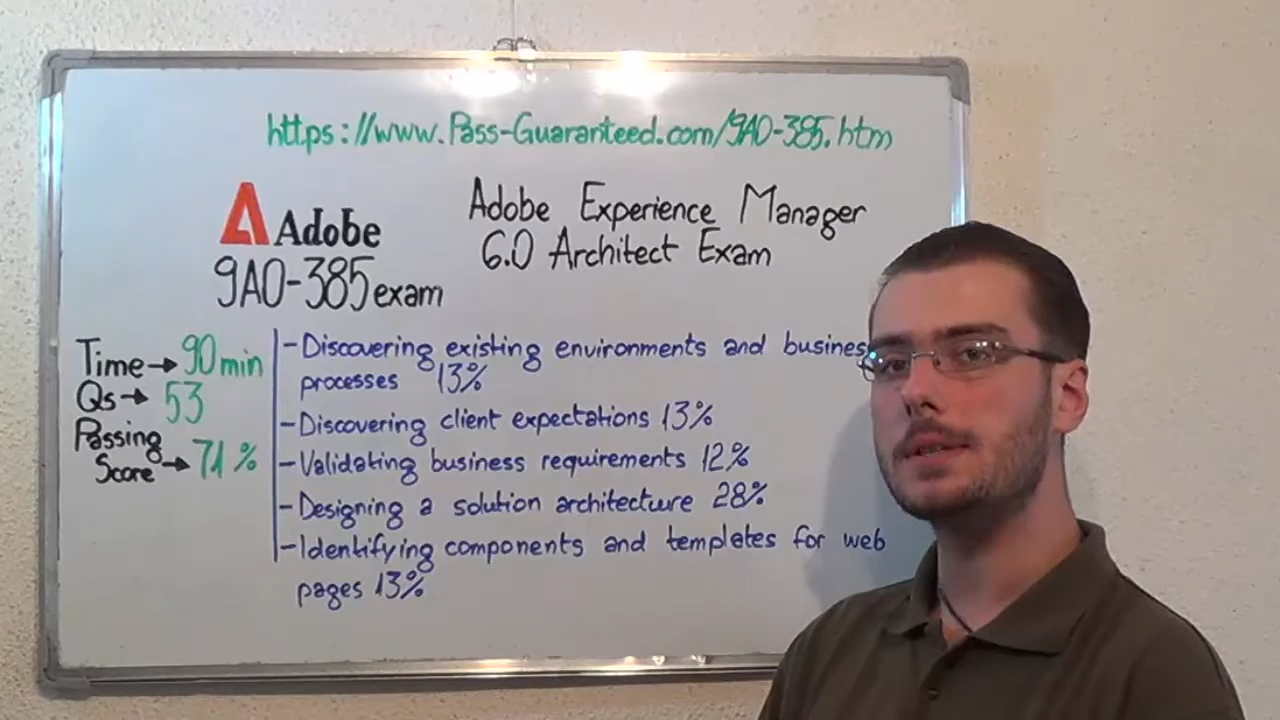 https://www.Pass-Guaranteed.com/9A0-385.htm
Adobe
9A0-385 exam
Adobe Experience Manager
6.0 Architect Exam
Time → 90 min
Qs → 53
Passing
Score → 71%
- Discovering existing environments and business
processes 13%
- Discovering client expectations 13%
- Validating business requirements 12%
- Designing a solution architecture 28%
- Identifying components and templates for web
pages 13%